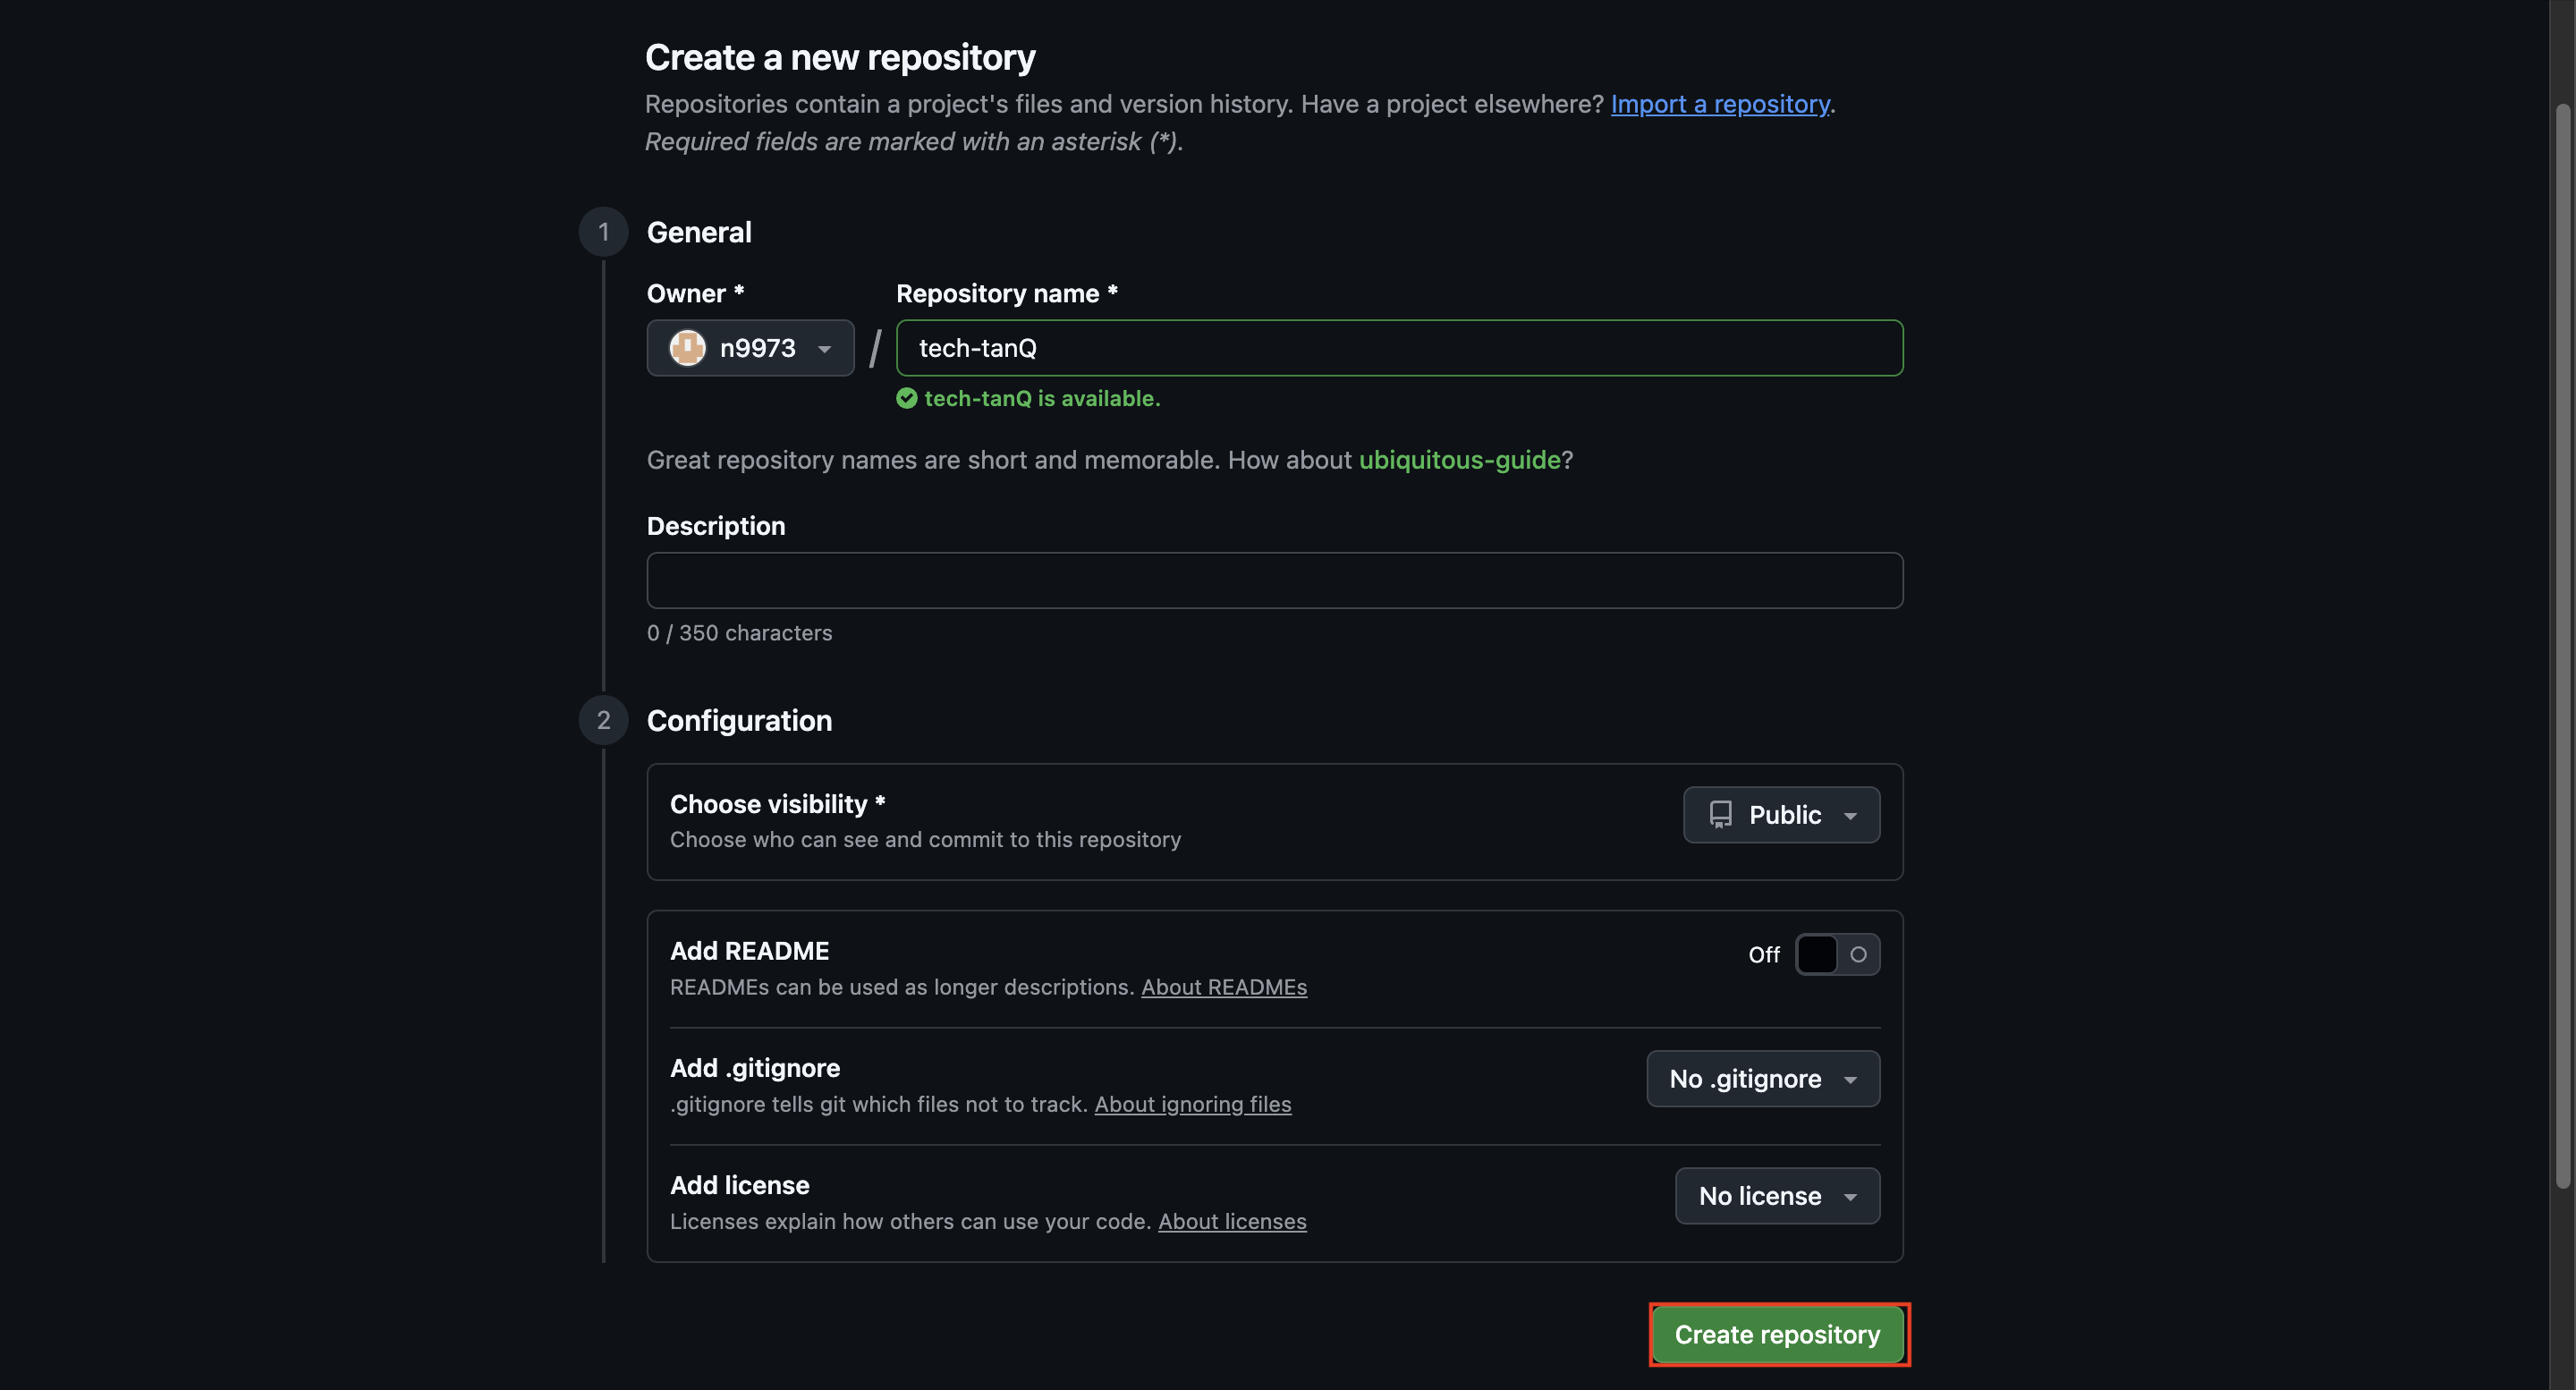 Create a new repository
Repositories contain a project's files and version history. Have a project elsewhere? Import a repository.
Required fields are marked with an asterisk (*).
1 General
Owner * Repository name *
n9973 / tech-tanQ
tech-tanQ is available.
Great repository names are short and memorable. How about ubiquitous-guide?
Description
0 / 350 characters
2 Configuration
Choose visibility *
Public
Choose who can see and commit to this repository
Add README
Off
READMEs can be used as longer descriptions. About READMEs
Add .gitignore
No .gitignore
.gitignore tells git which files not to track. About ignoring files
Add license
No license
Licenses explain how others can use your code. About licenses
Create repository